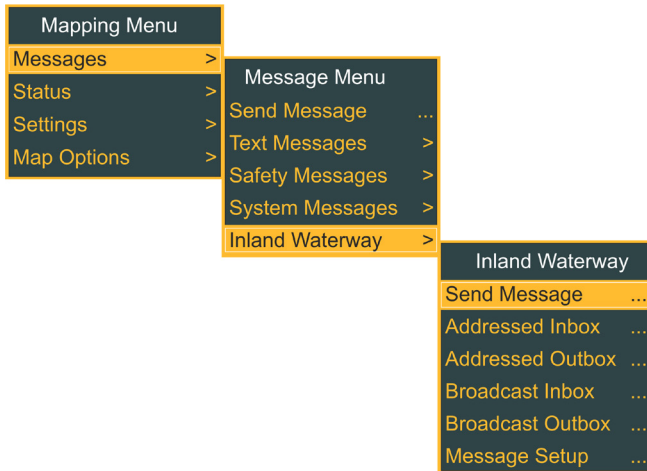 Mapping Menu
Messages >
Status >
Settings >
Map Options >
Message Menu
Send Message ...
Text Messages >
Safety Messages >
System Messages >
Inland Waterway >
Inland Waterway
Send Message ...
Addressed Inbox ...
Addressed Outbox ...
Broadcast Inbox ...
Broadcast Outbox ...
Message Setup ...